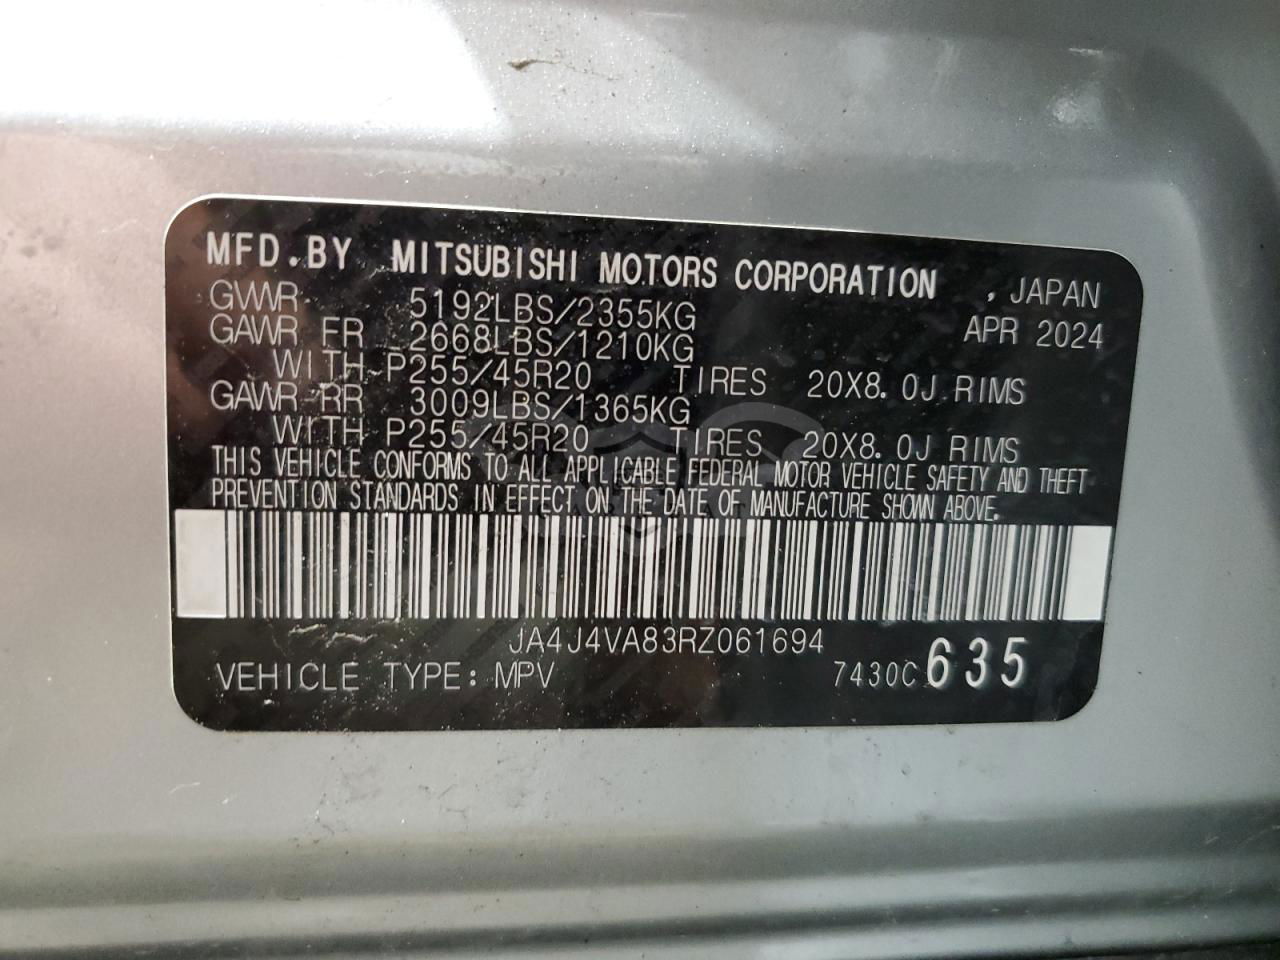 MFD.BY MITSUBISHI MOTORS CORPORATION , JAPAN
GVWR 5192LBS/2355KG APR 2024
GAWR FR 2668LBS/1210KG
WITH P255/45R20 TIRES 20X8.0J RIMS
GAWR RR 3009LBS/1365KG
WITH P255/45R20 TIRES 20X8.0J RIMS
THIS VEHICLE CONFORMS TO ALL APPLICABLE FEDERAL MOTOR VEHICLE SAFETY AND THEFT
PREVENTION STANDARDS IN EFFECT ON THE DATE OF MANUFACTURE SHOWN ABOVE.
JA4J4VA83RZ061694
VEHICLE TYPE: MPV 7430C 635